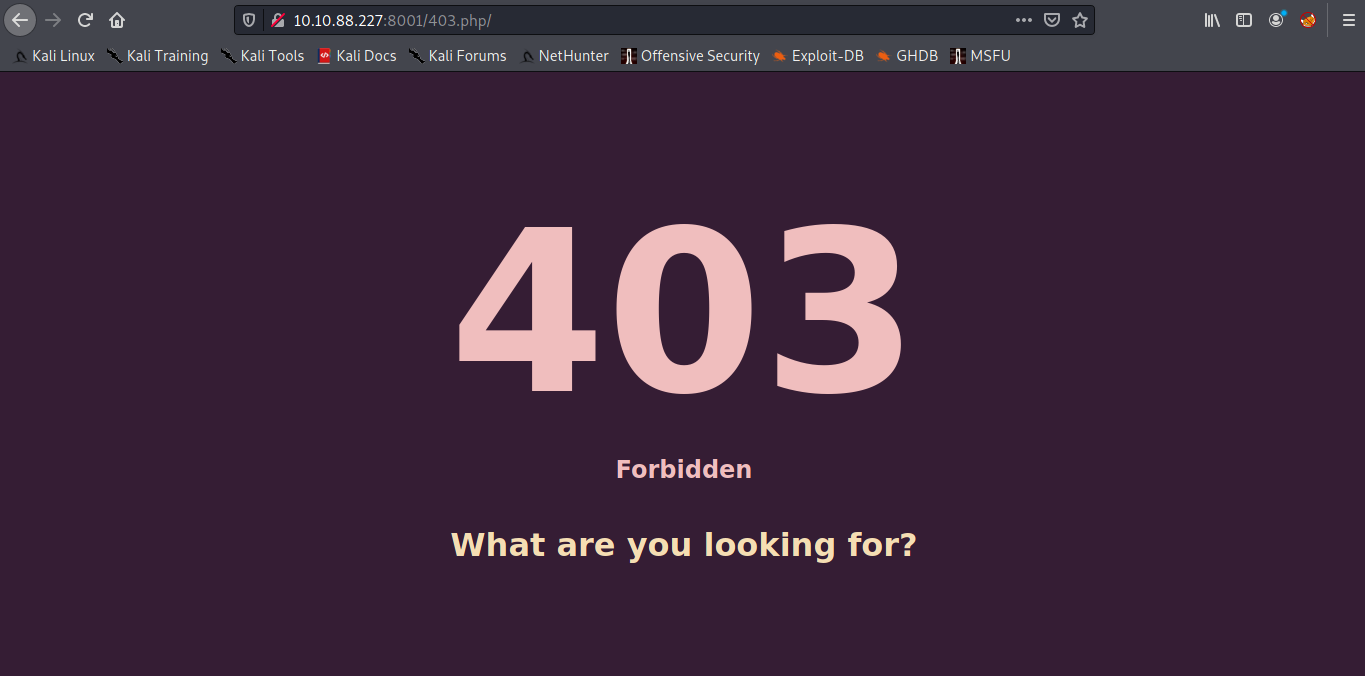 10.10.88.227:8001/403.php/
Kali Linux Kali Training Kali Tools Kali Docs Kali Forums NetHunter Offensive Security Exploit-DB GHDB MSFU
403
Forbidden
What are you looking for?